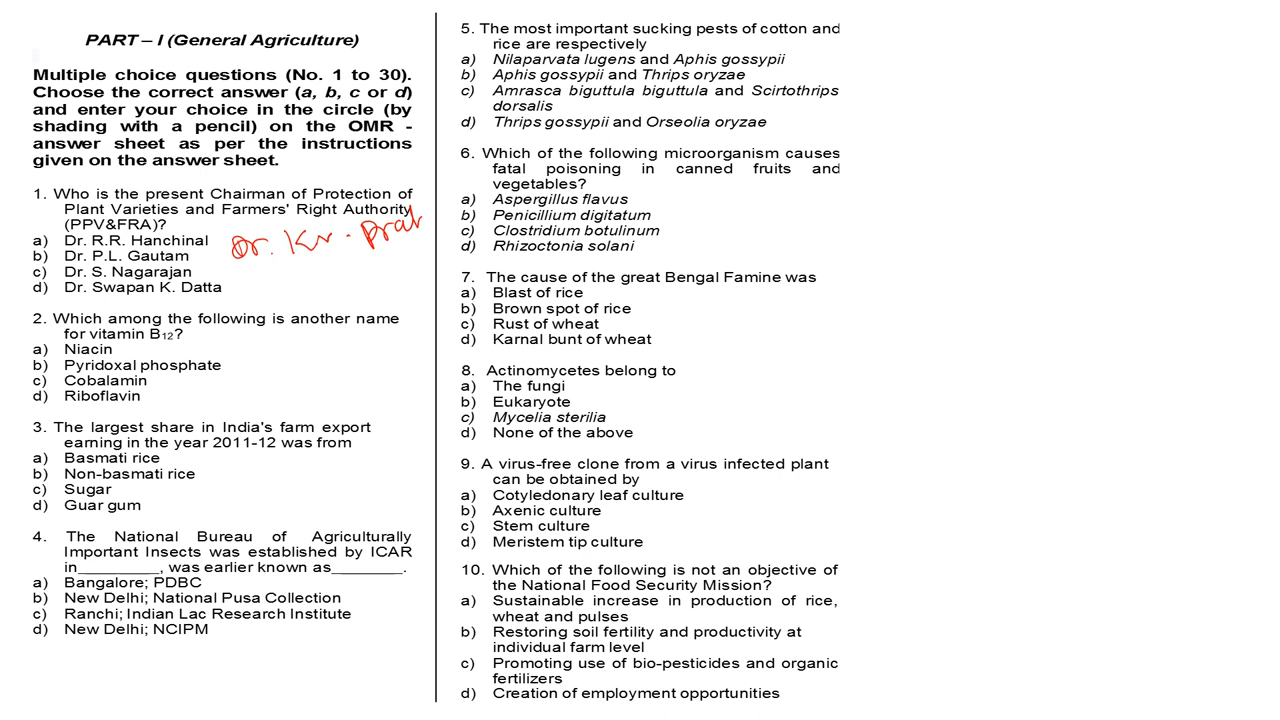 PART – I (General Agriculture)
Multiple choice questions (No. 1 to 30).
Choose the correct answer (a, b, c or d)
and enter your choice in the circle (by
shading with a pencil) on the OMR -
answer sheet as per the instructions
given on the answer sheet.
1. Who is the present Chairman of Protection of
Plant Varieties and Farmers' Right Authority
(PPV&FRA)?
a) Dr. R.R. Hanchinal
Dr. Kr. Prab
b) Dr. P.L. Gautam
c) Dr. S. Nagarajan
d) Dr. Swapan K. Datta
2. Which among the following is another name
for vitamin B₁₂?
a) Niacin
b) Pyridoxal phosphate
c) Cobalamin
d) Riboflavin
3. The largest share in India's farm export
earning in the year 2011-12 was from
a) Basmati rice
b) Non-basmati rice
c) Sugar
d) Guar gum
4. The National Bureau of Agriculturally
Important Insects was established by ICAR
in_________, was earlier known as________.
a) Bangalore; PDBC
b) New Delhi; National Pusa Collection
c) Ranchi; Indian Lac Research Institute
d) New Delhi; NCIPM
5. The most important sucking pests of cotton and
rice are respectively
a) Nilaparvata lugens and Aphis gossypii
b) Aphis gossypii and Thrips oryzae
c) Amrasca biguttula biguttula and Scirtothrips
dorsalis
d) Thrips gossypii and Orseolia oryzae
6. Which of the following microorganism causes
fatal poisoning in canned fruits and
vegetables?
a) Aspergillus flavus
b) Penicillium digitatum
c) Clostridium botulinum
d) Rhizoctonia solani
7. The cause of the great Bengal Famine was
a) Blast of rice
b) Brown spot of rice
c) Rust of wheat
d) Karnal bunt of wheat
8. Actinomycetes belong to
a) The fungi
b) Eukaryote
c) Mycelia sterilia
d) None of the above
9. A virus-free clone from a virus infected plant
can be obtained by
a) Cotyledonary leaf culture
b) Axenic culture
c) Stem culture
d) Meristem tip culture
10. Which of the following is not an objective of
the National Food Security Mission?
a) Sustainable increase in production of rice,
wheat and pulses
b) Restoring soil fertility and productivity at
individual farm level
c) Promoting use of bio-pesticides and organic
fertilizers
d) Creation of employment opportunities